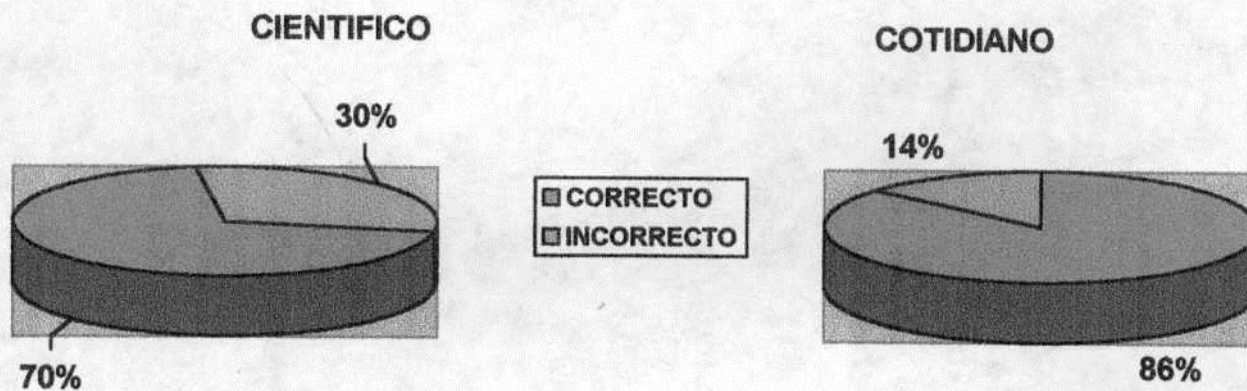 CIENTIFICO
30%
70%
CORRECTO
INCORRECTO
COTIDIANO
14%
86%